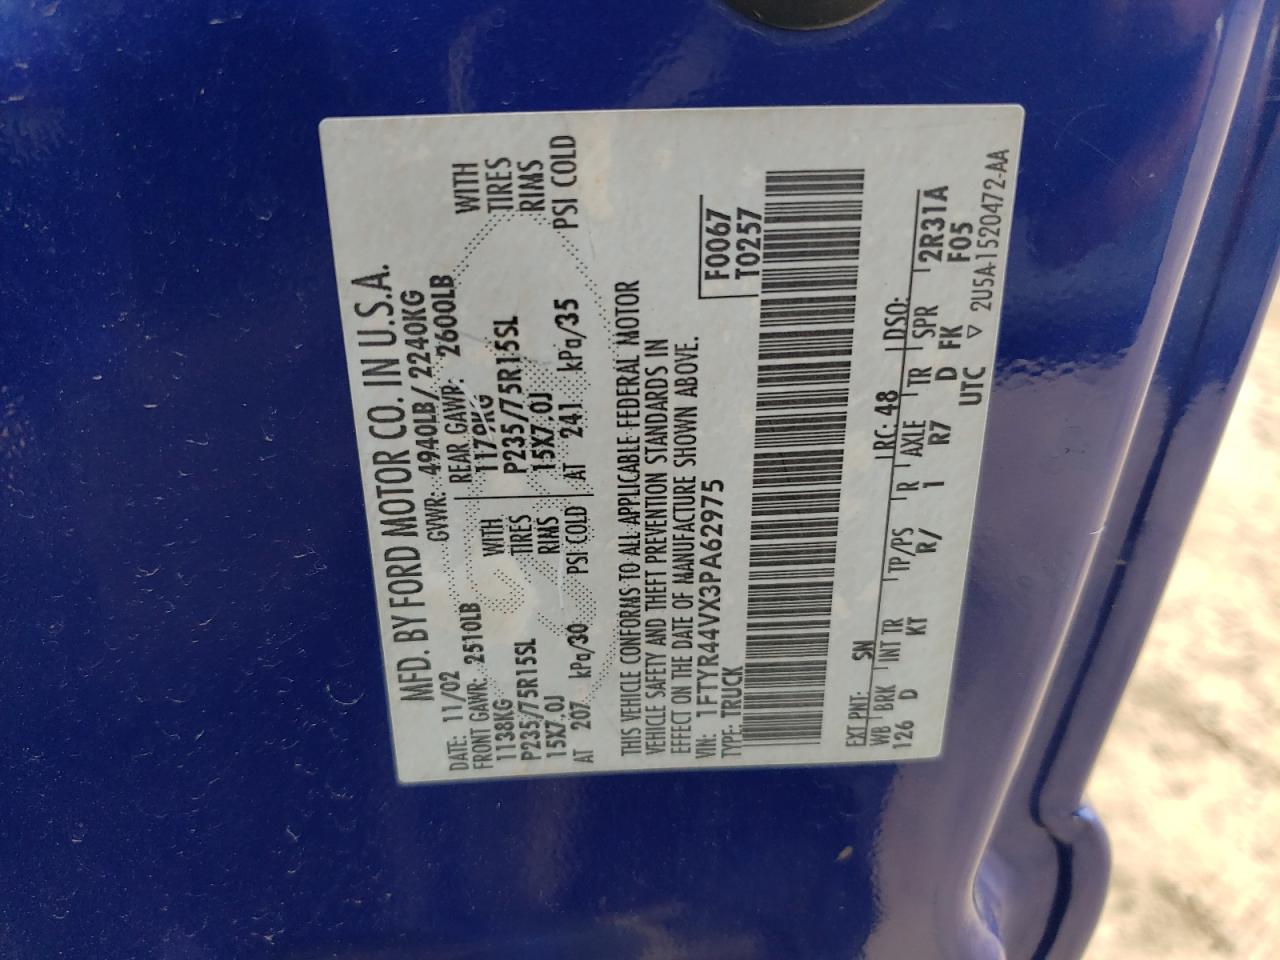 MFD. BY FORD MOTOR CO. IN U.S.A.
DATE: 11/02 GVWR: 4940LB/ 2240KG
FRONT GAWR: 2510LB REAR GAWR: 2600LB
1138KG WITH 1179KG WITH
P235/75R15SL TIRES P235/75R15SL TIRES
15X7.0J RIMS 15X7.0J RIMS
AT 207 kPa/30 PSI COLD AT 241 kPa/35 PSI COLD
THIS VEHICLE CONFORMS TO ALL APPLICABLE FEDERAL MOTOR
VEHICLE SAFETY AND THEFT PREVENTION STANDARDS IN
EFFECT ON THE DATE OF MANUFACTURE SHOWN ABOVE.
VIN: 1FTYR44VX3PA62975 F0067
TYPE: TRUCK T0257
EXT PNT: SN RC: 48 DSO:
WB BRK INT TR TP/PS R AXLE TR SPR 2R31A
126 D KT R/ 1 R7 D FK F05
UTC ▽ 2U5A-1520472-AA